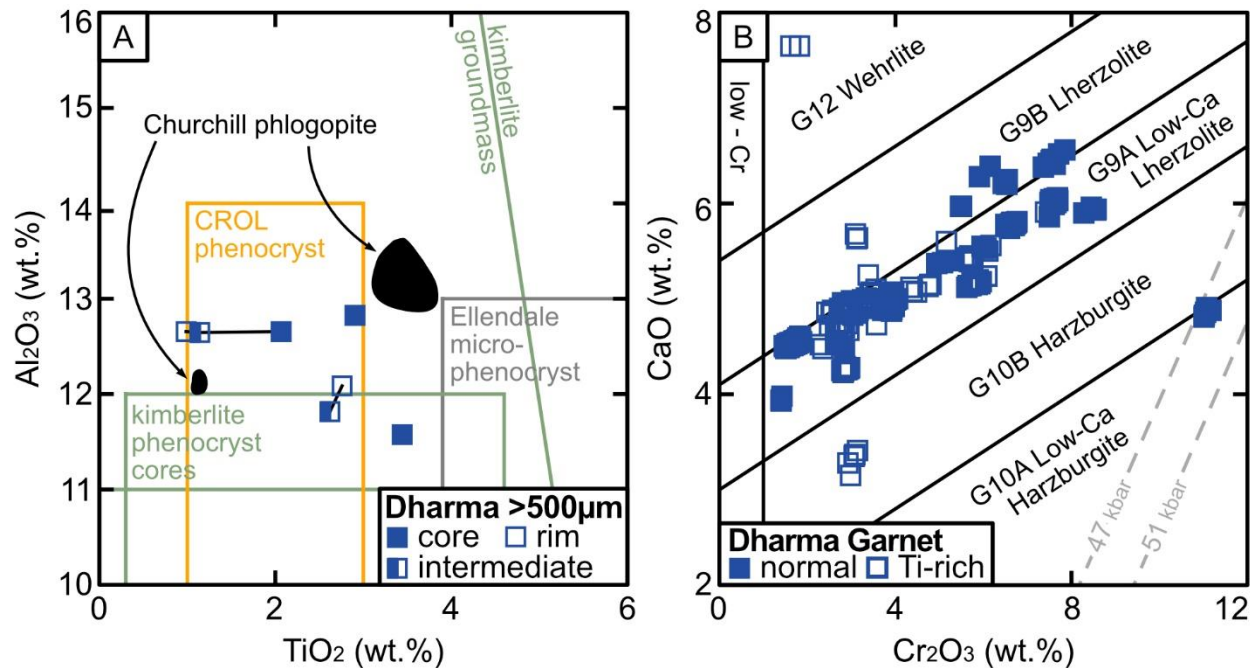 A
16
15
14
13
12
11
10
Al2O3 (wt.%)
0
2
4
6
TiO2 (wt.%)
Churchill phlogopite
kimberlite
groundmass
CROL
phenocryst
Ellendale
micro-
phenocryst
kimberlite
phenocryst
cores
Dharma >500µm
core
rim
intermediate
B
8
6
4
2
CaO (wt.%)
0
4
8
12
Cr2O3 (wt.%)
low - Cr
G12 Wehrlite
G9B Lherzolite
G9A Low-Ca
Lherzolite
G10B Harzburgite
G10A Low-Ca
Harzburgite
47 kbar
51 kbar
Dharma Garnet
normal
Ti-rich